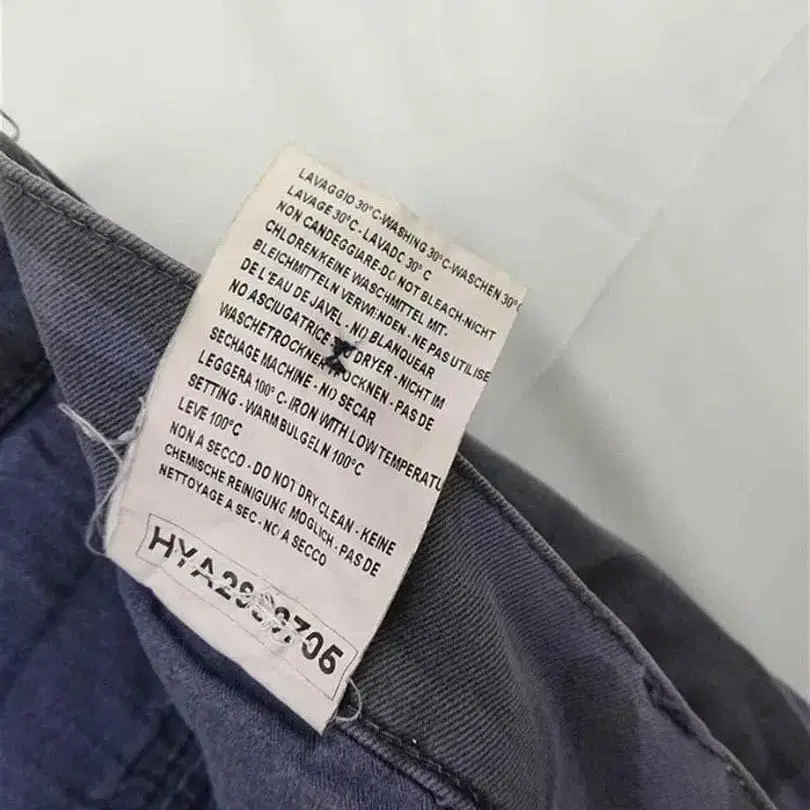 LAVAGGIO 30°C-WASHING 30°C-WASCHEN 30°C
LAVAGE 30°C - LAVADC 30°C
NON CANDEGGIARE-DO NOT BLEACH-NICHT
CHLOREN/KEINE WASCHMITTEL MIT:
BLEICHMITTELN VERWENDEN - NE PAS UTILISE
DE L'EAU DE JAVEL - NO BLANQUEAR
NO ASCIUGATRICE DRYER - NICHT IM
WASCHETROCKNER - PAS DE
SECHAGE MACHINE - NO SECAR
LEGGERA 100°C - IRON WITH LOW TEMPERATU
SETTING - WARM BULGELN 100°C
LEVE 100°C
NON A SECCO - DO NOT DRY CLEAN - KEINE
CHEMISCHE REINIGUNG MOGLICH - PAS DE
NETTOYAGE A SEC - NO A SECCO